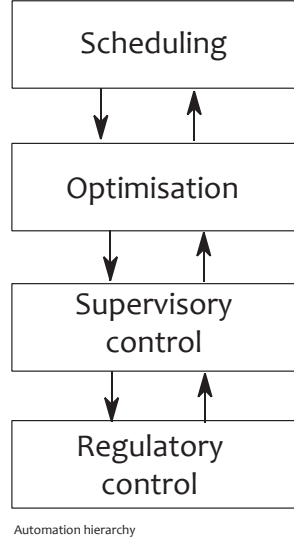 Scheduling
Optimisation
Supervisory
control
Regulatory
control
Automation hierarchy